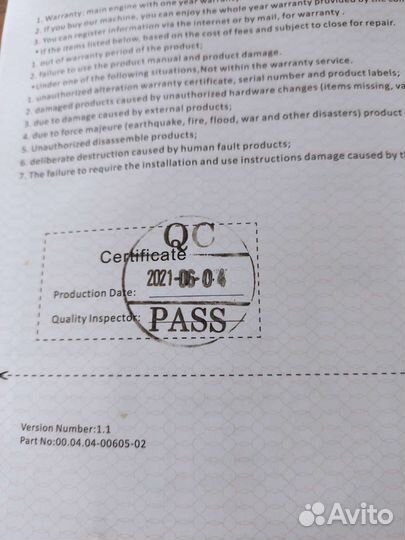 1. Warranty: main engine with one year warranty
2. If you buy our machine, you can enjoy the whole year warranty provided by the
3. You can register information via the internet or by mail, for warranty .
• If the items listed below, based on the cost of fees and subject to close for repair.
1. out of warranty period of the product;
2. failure to use the product manual and product damage.
•Under one of the following situations,Not within the warranty service.
1. unauthorized alteration warranty certificate, serial number and product labels;
2. damaged products caused by unauthorized hardware changes (items missing,
3. due to damage caused by external products;
4. due to force majeure (earthquake, fire, flood, war and other disasters) product
5. Unauthorized disassemble products;
6. deliberate destruction caused by human fault products;
7. The failure to require the installation and use instructions damage caused by
QC
Certificate
Production Date: 2021-06-04
Quality Inspector: PASS
Version Number:1.1
Part No:00.04.04-00605-02
Avito